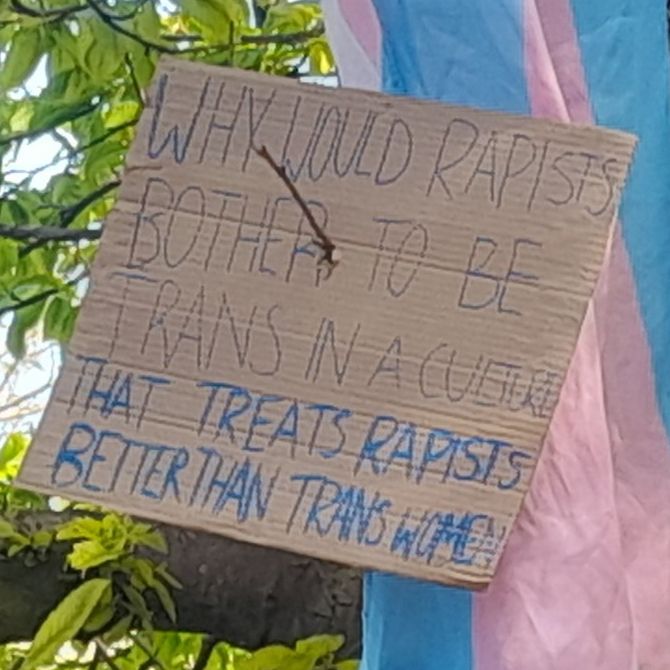 WHY WOULD RAPISTS
BOTHER TO BE
TRANS IN A CULTURE
THAT TREATS RAPISTS
BETTER THAN TRANS WOMEN